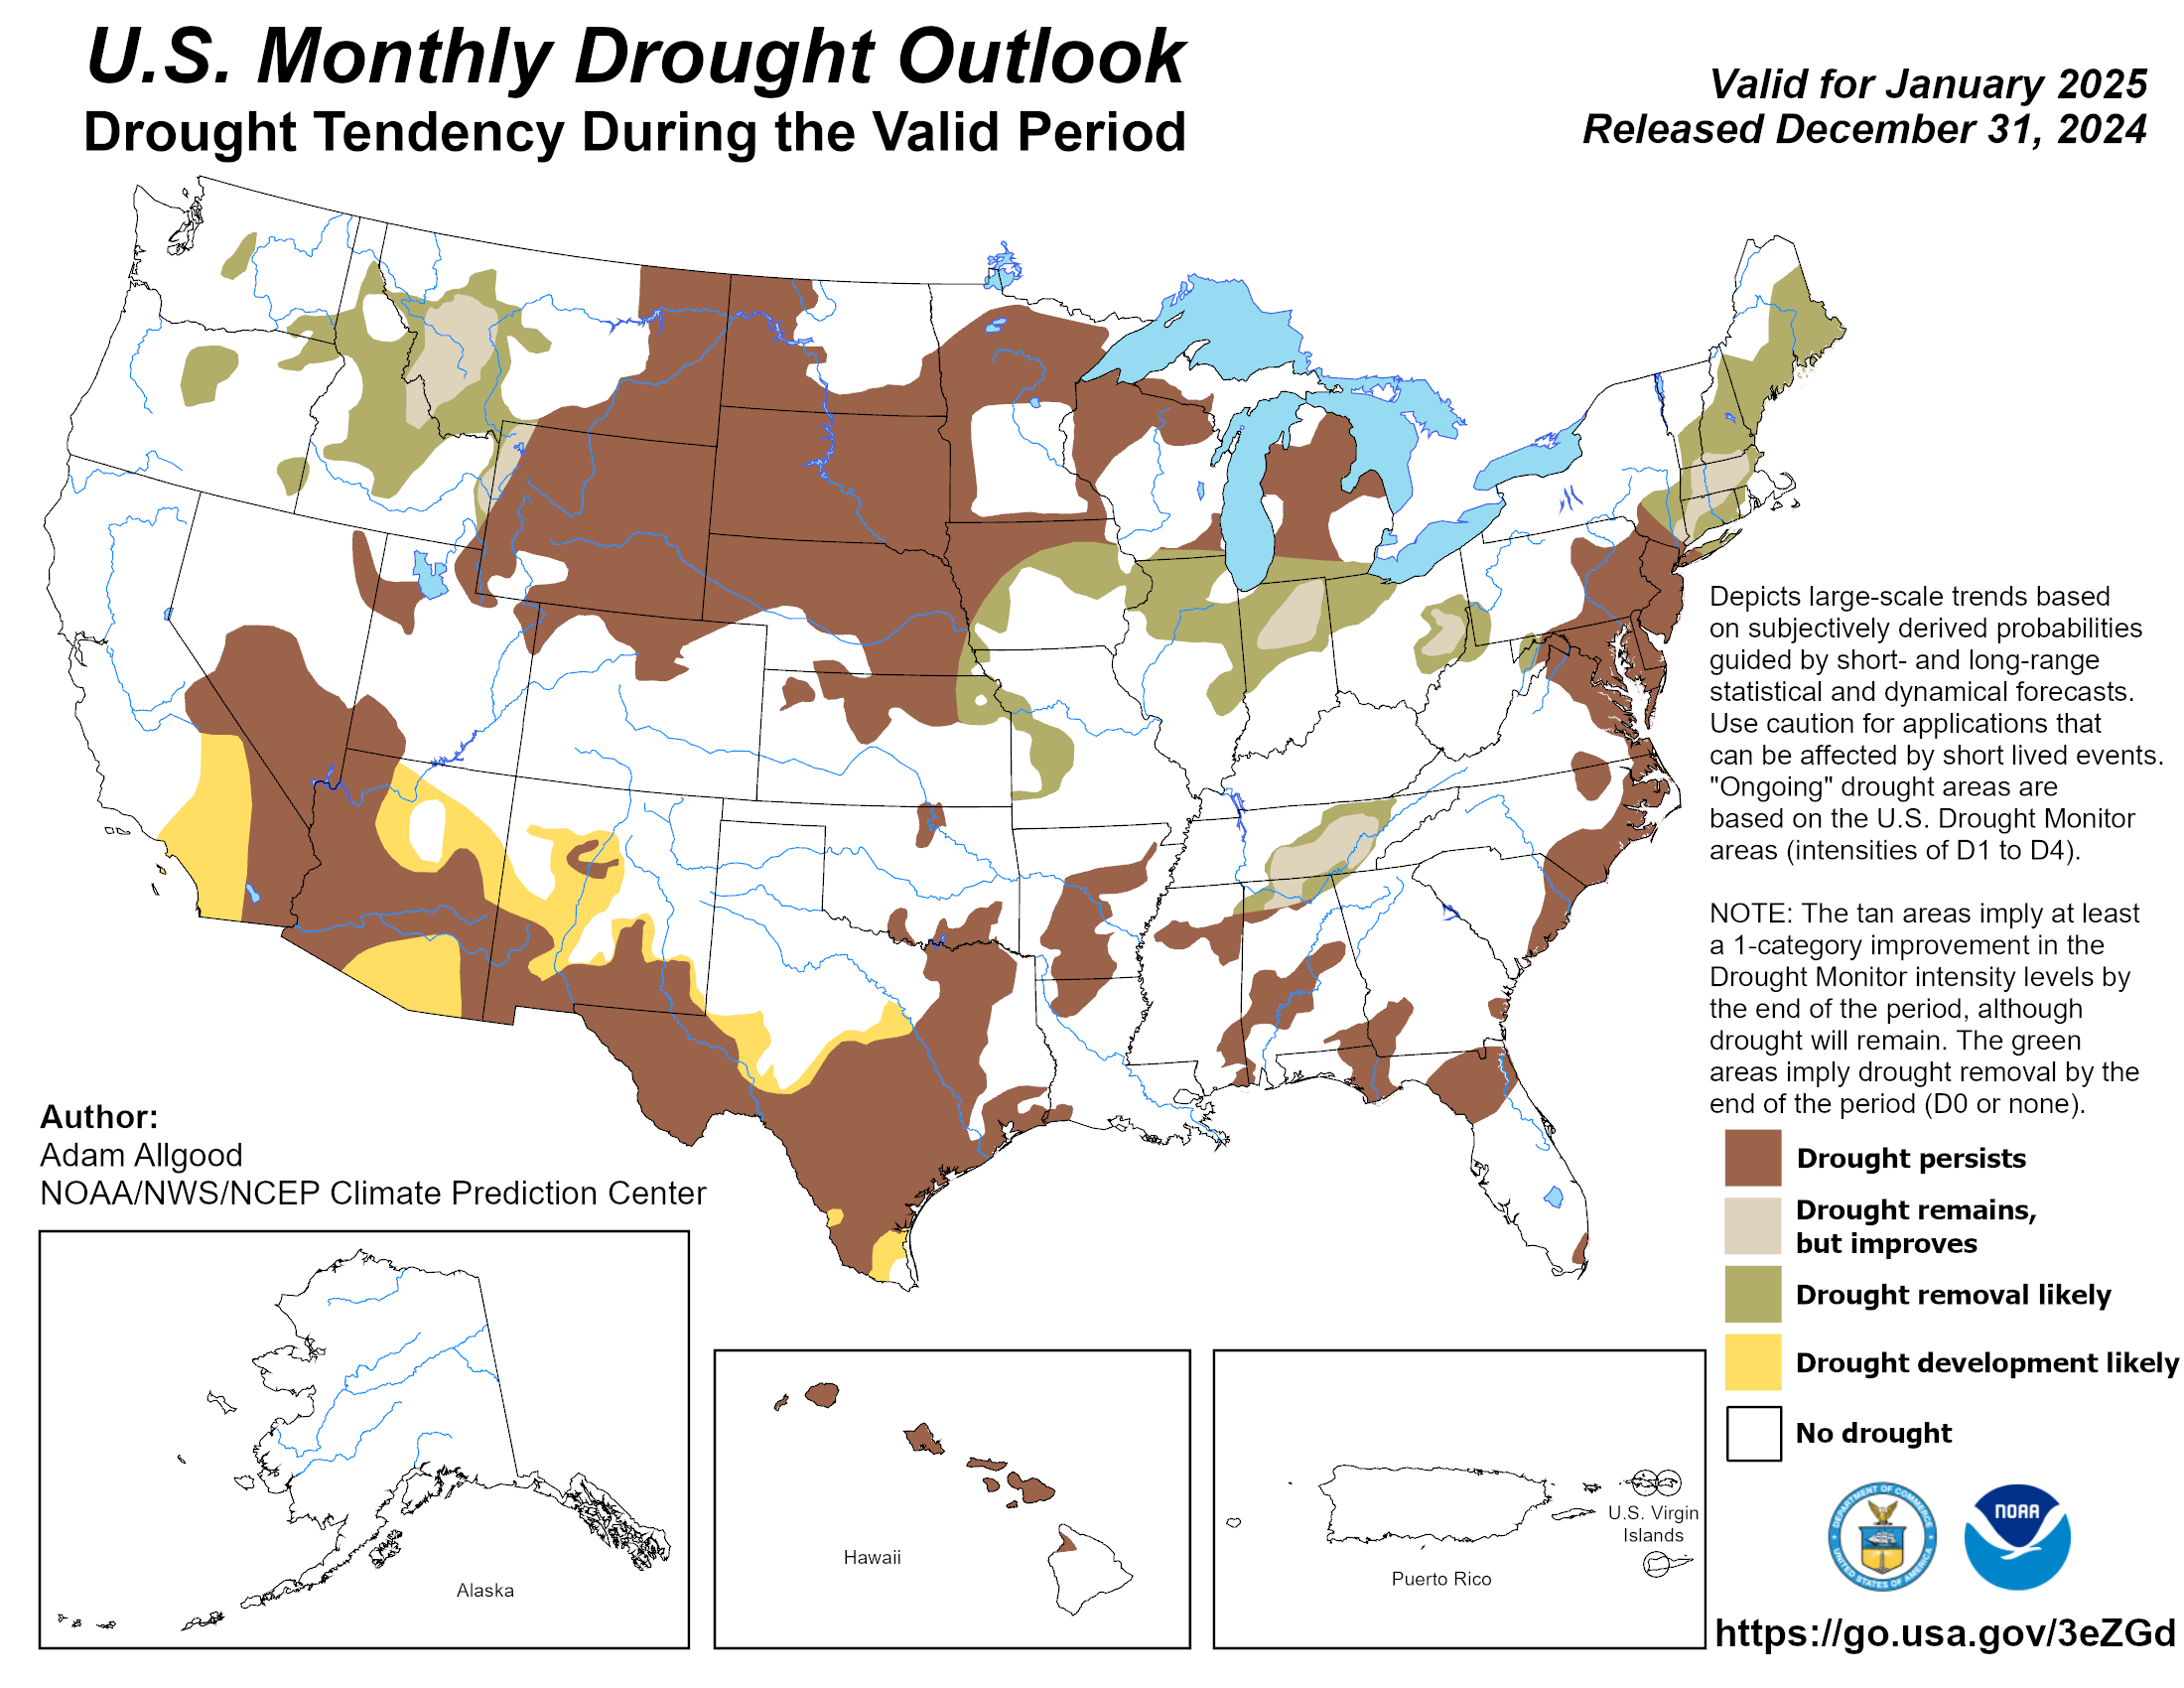 U.S. Monthly Drought Outlook
Drought Tendency During the Valid Period
Valid for January 2025
Released December 31, 2024
Depicts large-scale trends based
on subjectively derived probabilities
guided by short- and long-range
statistical and dynamical forecasts.
Use caution for applications that
can be affected by short lived events.
"Ongoing" drought areas are
based on the U.S. Drought Monitor
areas (intensities of D1 to D4).
NOTE: The tan areas imply at least
a 1-category improvement in the
Drought Monitor intensity levels by
the end of the period, although
drought will remain. The green
areas imply drought removal by the
end of the period (D0 or none).
Author:
Adam Allgood
NOAA/NWS/NCEP Climate Prediction Center
Drought persists
Drought remains,
but improves
Drought removal likely
Drought development likely
No drought
Alaska
Hawaii
Puerto Rico
U.S. Virgin
Islands
DEPARTMENT OF COMMERCE
UNITED STATES OF AMERICA
NOAA
https://go.usa.gov/3eZGd